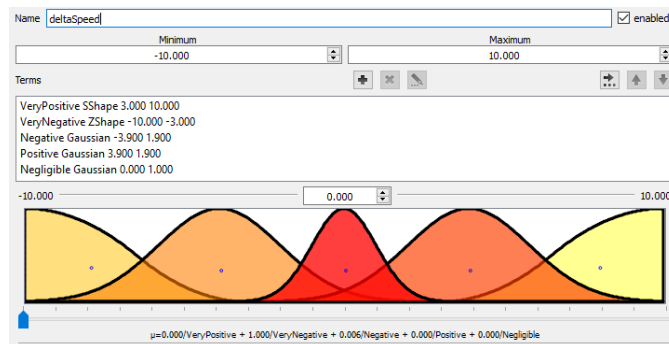 Name deltaSpeed enabled
Minimum Maximum
-10.000 10.000
Terms
VeryPositive SShape 3.000 10.000
VeryNegative ZShape -10.000 -3.000
Negative Gaussian -3.900 1.900
Positive Gaussian 3.900 1.900
Negligible Gaussian 0.000 1.000
-10.000 0.000 10.000
μ=0.000/VeryPositive + 1.000/VeryNegative + 0.006/Negative + 0.000/Positive + 0.000/Negligible